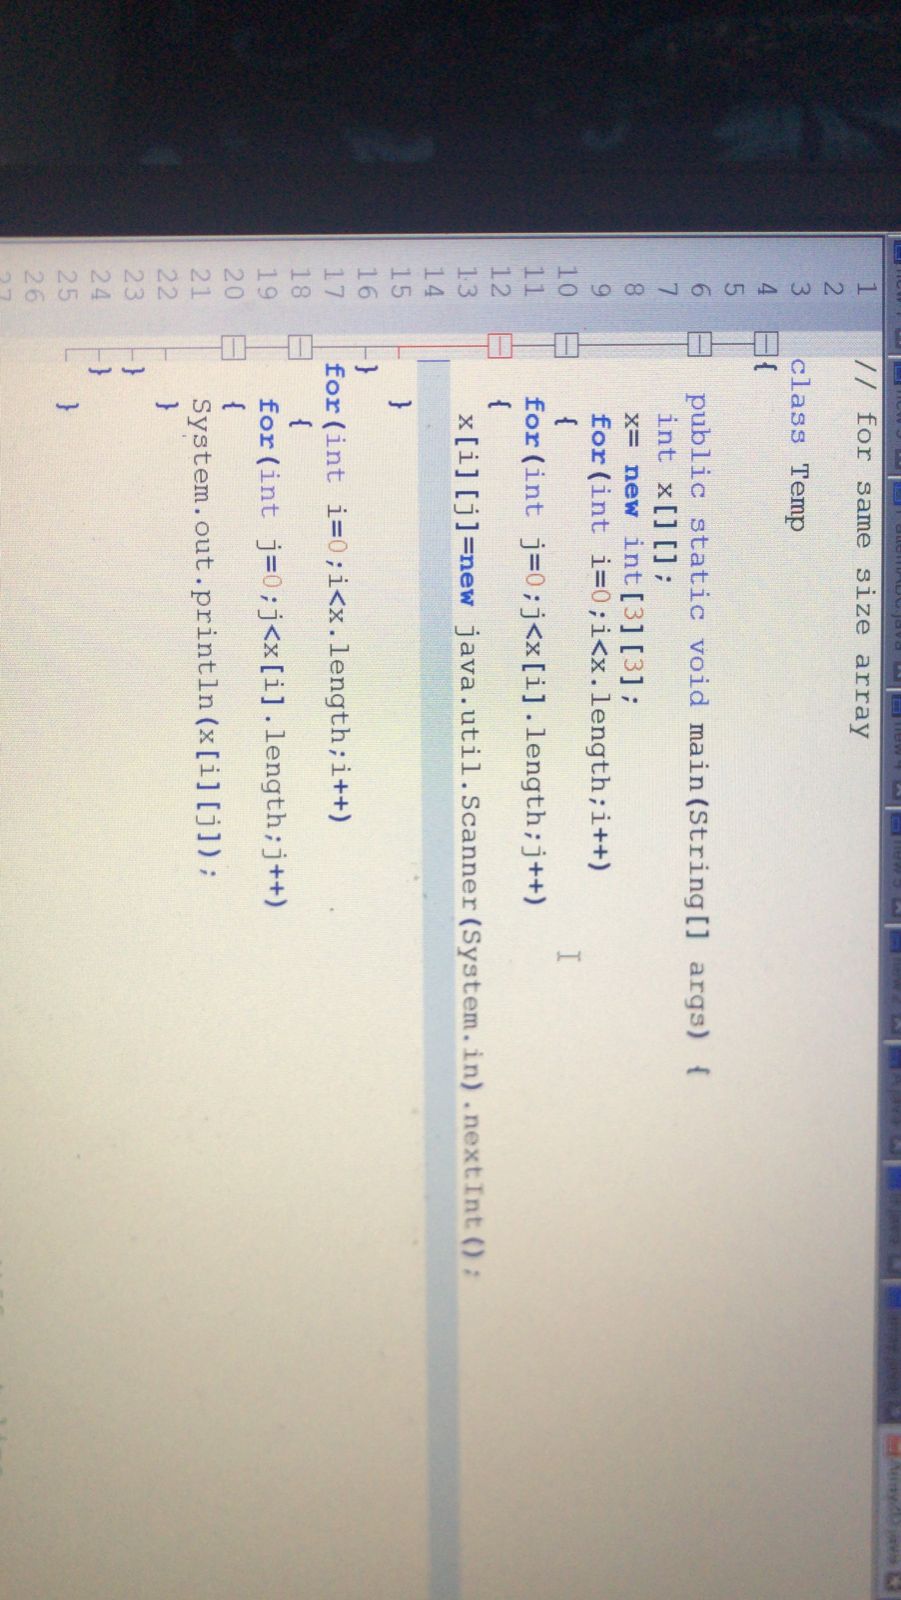 1 // for same size array
2
3 class Temp
4 {
5
6 public static void main(String[] args) {
7 int x[][];
8 x= new int[3][3];
9 for(int i=0;i<x.length;i++)
10 {
11 for(int j=0;j<x[i].length;j++)
12 {
13 x[i][j]=new java.util.Scanner(System.in).nextInt();
14
15 }
16 }
17 for(int i=0;i<x.length;i++)
18 {
19 for(int j=0;j<x[i].length;j++)
20 {
21 System.out.println(x[i][j]);
22 }
23 }
24 }
25 }
26
27